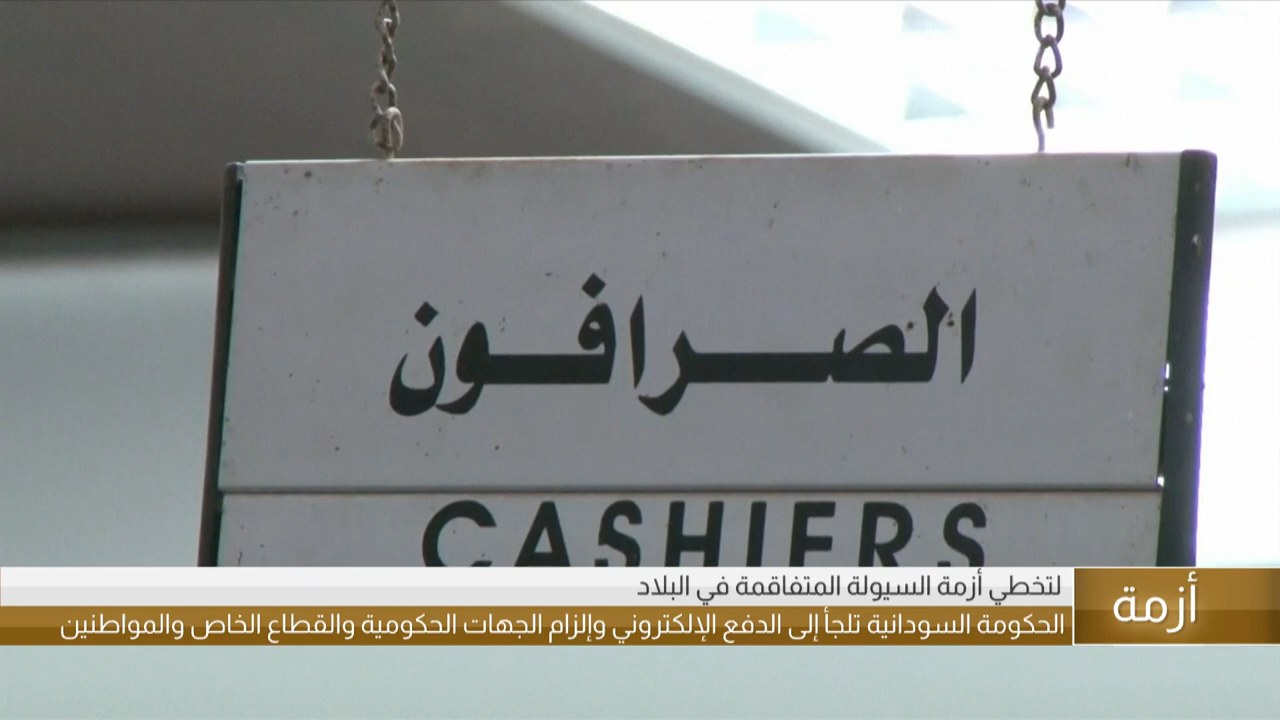 الصرافون
CASHIERS
أزمة
لتخطي أزمة السيولة المتفاقمة في البلاد
الحكومة السودانية تلجأ إلى الدفع الإلكتروني وإلزام الجهات الحكومية والقطاع الخاص والمواطنين